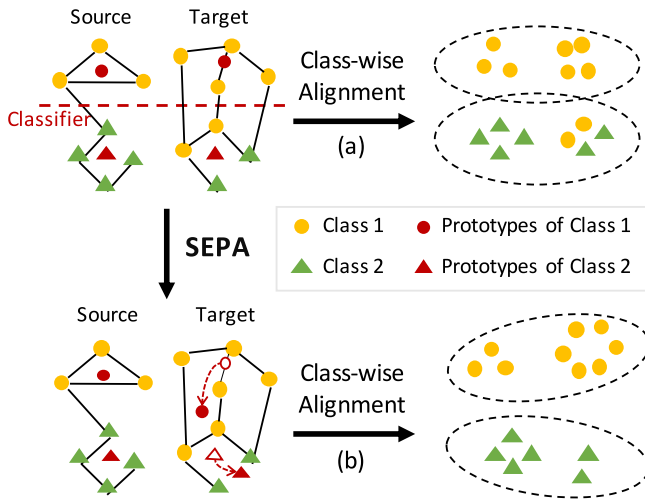 Source
Target
Class-wise
Alignment
Classifier
(a)
SEPA
Class 1
Prototypes of Class 1
Class 2
Prototypes of Class 2
Source
Target
Class-wise
Alignment
(b)